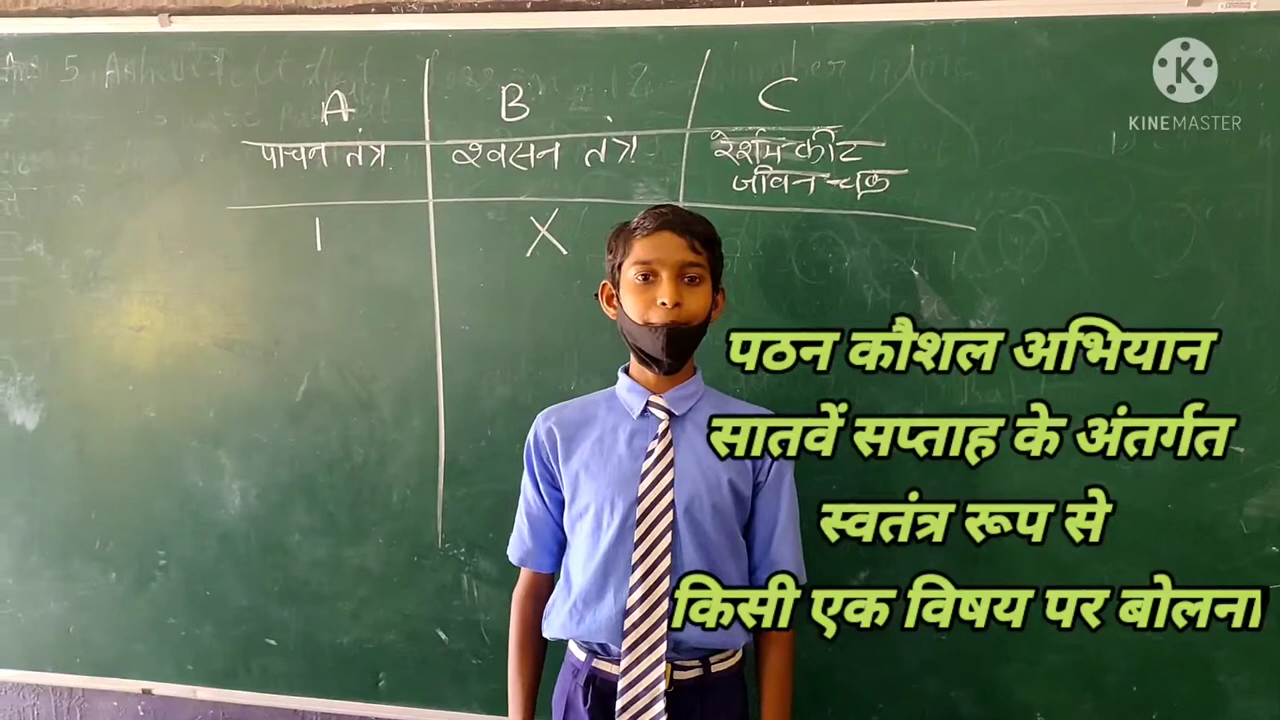 A B C
पाचन तंत्र श्वसन तंत्र रेशम कीट
जीवन-चक्र
1 X
KINEMASTER
पठन कौशल अभियान
सातवें सप्ताह के अंतर्गत
स्वतंत्र रूप से
किसी एक विषय पर बोलना